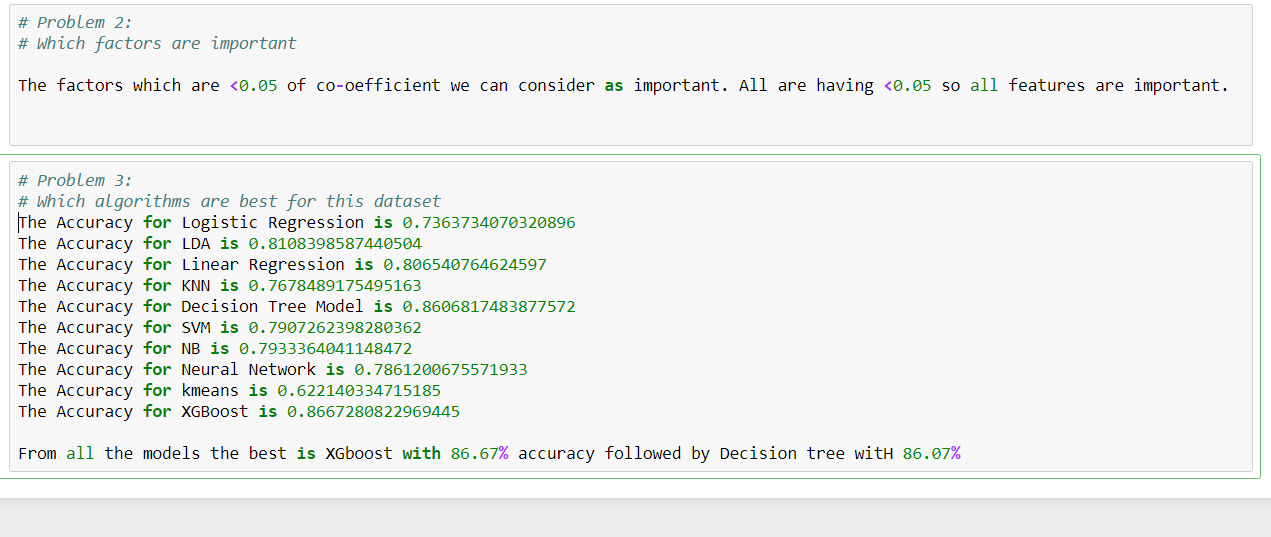 # Problem 2:
# Which factors are important
The factors which are <0.05 of co-oefficient we can consider as important. All are having <0.05 so all features are important.
# Problem 3:
# Which algorithms are best for this dataset
The Accuracy for Logistic Regression is 0.7363734070320896
The Accuracy for LDA is 0.8108398587440504
The Accuracy for Linear Regression is 0.806540764624597
The Accuracy for KNN is 0.7678489175495163
The Accuracy for Decision Tree Model is 0.8606817483877572
The Accuracy for SVM is 0.7907262398280362
The Accuracy for NB is 0.7933364041148472
The Accuracy for Neural Network is 0.7861200675571933
The Accuracy for kmeans is 0.622140334715185
The Accuracy for XGBoost is 0.8667280822969445
From all the models the best is XGboost with 86.67% accuracy followed by Decision tree witH 86.07%